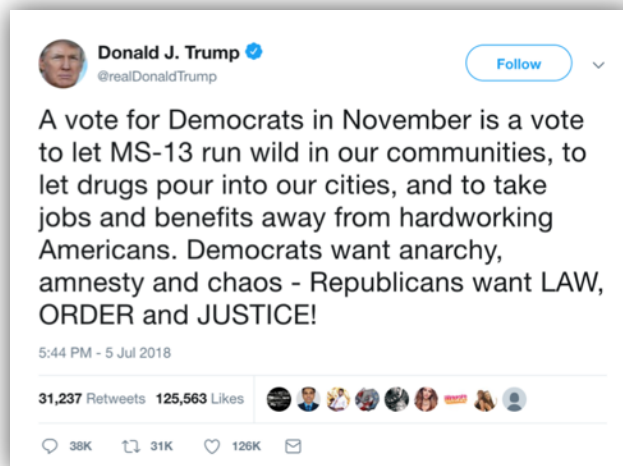 Donald J. Trump
@realDonaldTrump
Follow
A vote for Democrats in November is a vote
to let MS-13 run wild in our communities, to
let drugs pour into our cities, and to take
jobs and benefits away from hardworking
Americans. Democrats want anarchy,
amnesty and chaos - Republicans want LAW,
ORDER and JUSTICE!
5:44 PM - 5 Jul 2018
31,237 Retweets 125,563 Likes
38K 31K 126K